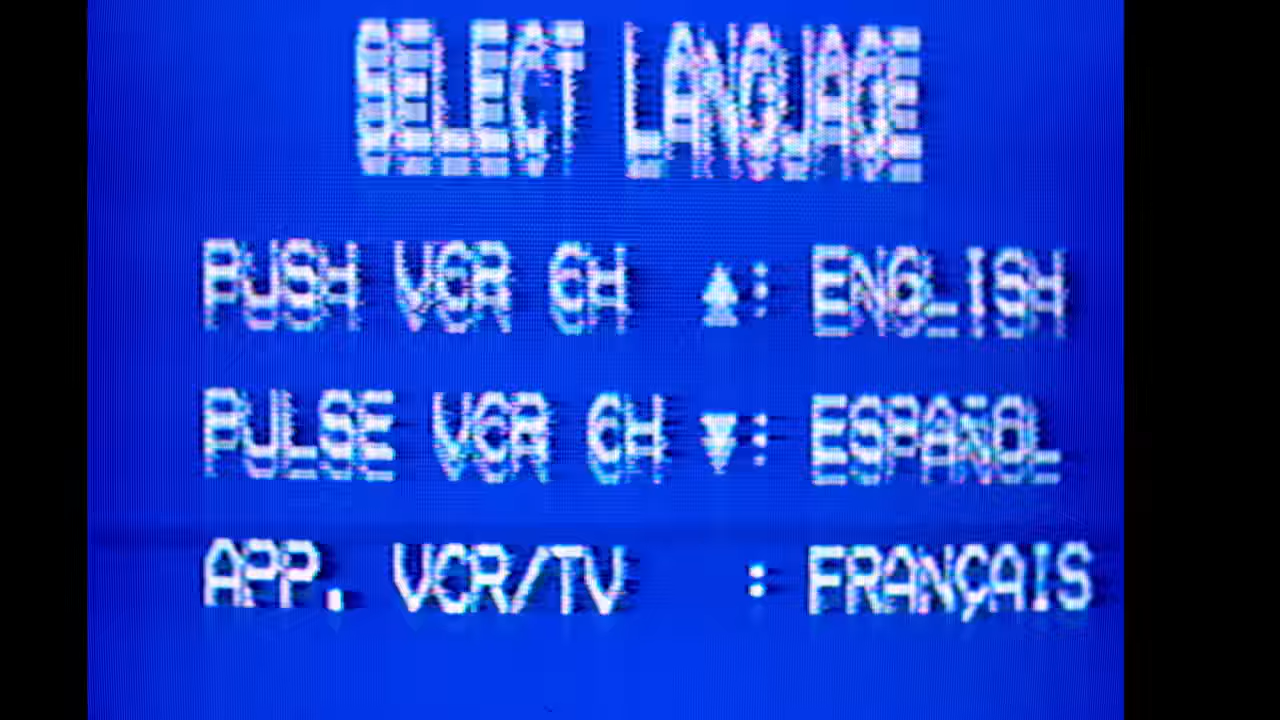 SELECT LANGUAGE
PUSH VCR CH ▲: ENGLISH
PULSE VCR CH ▼: ESPAÑOL
APP. VCR/TV : FRANÇAIS